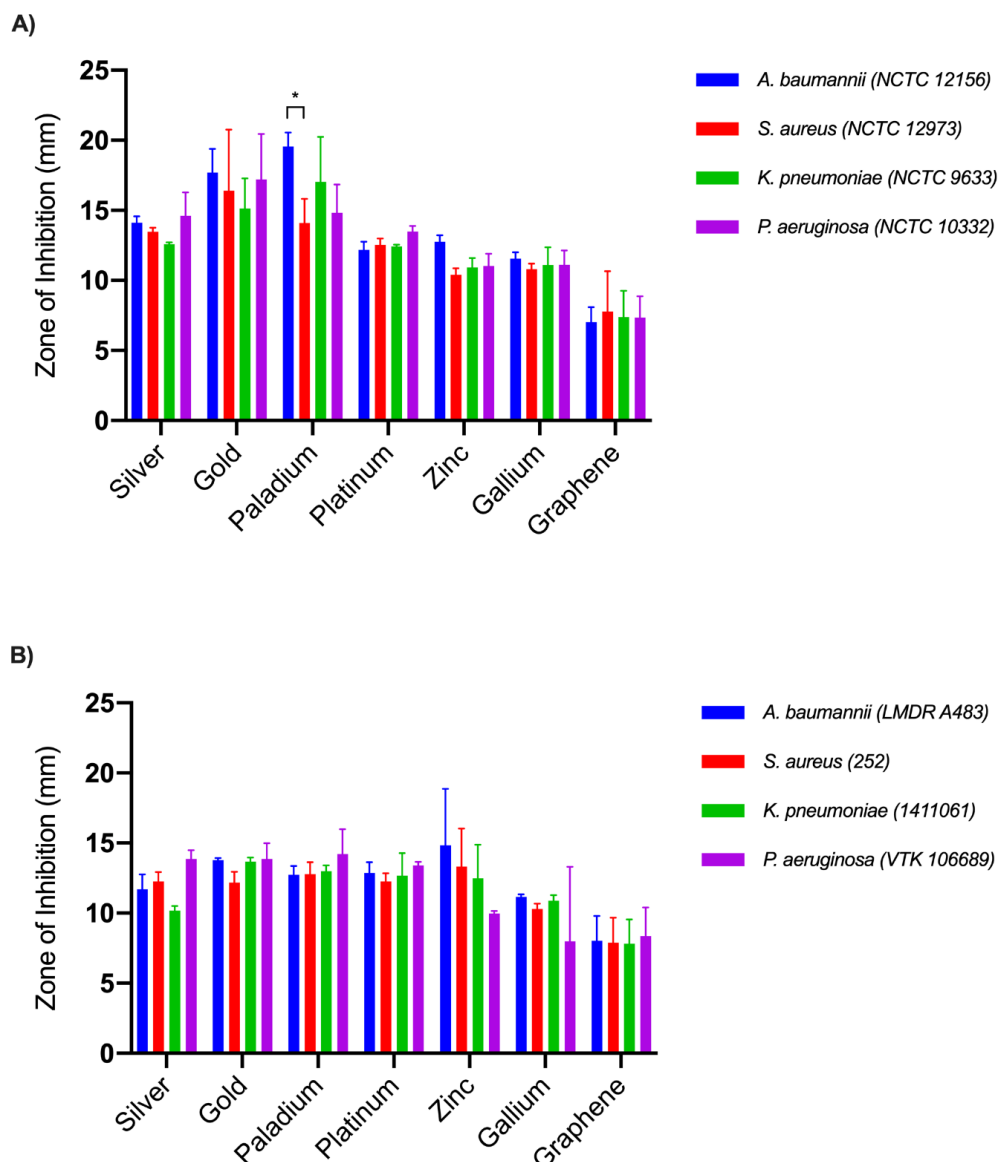 A)
25
20
15
10
5
0
Zone of Inhibition (mm)
*
Silver
Gold
Paladium
Platinum
Zinc
Gallium
Graphene
A. baumannii (NCTC 12156)
S. aureus (NCTC 12973)
K. pneumoniae (NCTC 9633)
P. aeruginosa (NCTC 10332)
B)
25
20
15
10
5
0
Zone of Inhibition (mm)
Silver
Gold
Paladium
Platinum
Zinc
Gallium
Graphene
A. baumannii (LMDR A483)
S. aureus (252)
K. pneumoniae (1411061)
P. aeruginosa (VTK 106689)